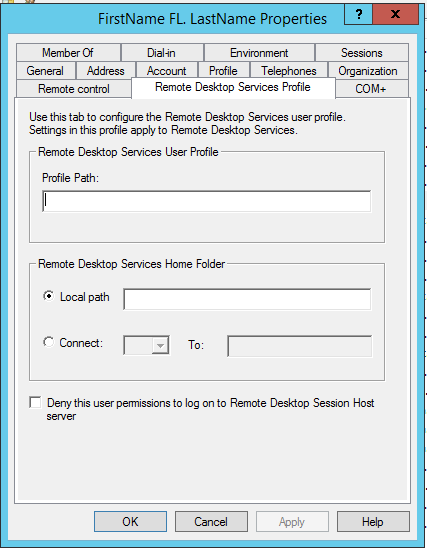 FirstName FL. LastName Properties
? x
Member Of Dial-in Environment Sessions
General Address Account Profile Telephones Organization
Remote control Remote Desktop Services Profile COM+
Use this tab to configure the Remote Desktop Services user profile.
Settings in this profile apply to Remote Desktop Services.
Remote Desktop Services User Profile
Profile Path:
Remote Desktop Services Home Folder
Local path
Connect: To:
Deny this user permissions to log on to Remote Desktop Session Host
server
OK Cancel Apply Help